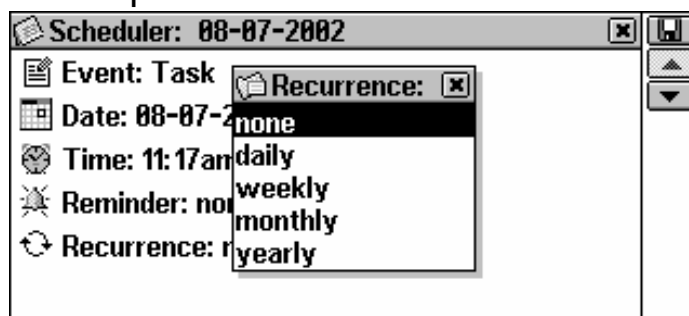 Scheduler: 08-07-2002
Event: Task
Date: 08-07-2
Time: 11:17am
Reminder: non
Recurrence: n
Recurrence:
none
daily
weekly
monthly
yearly